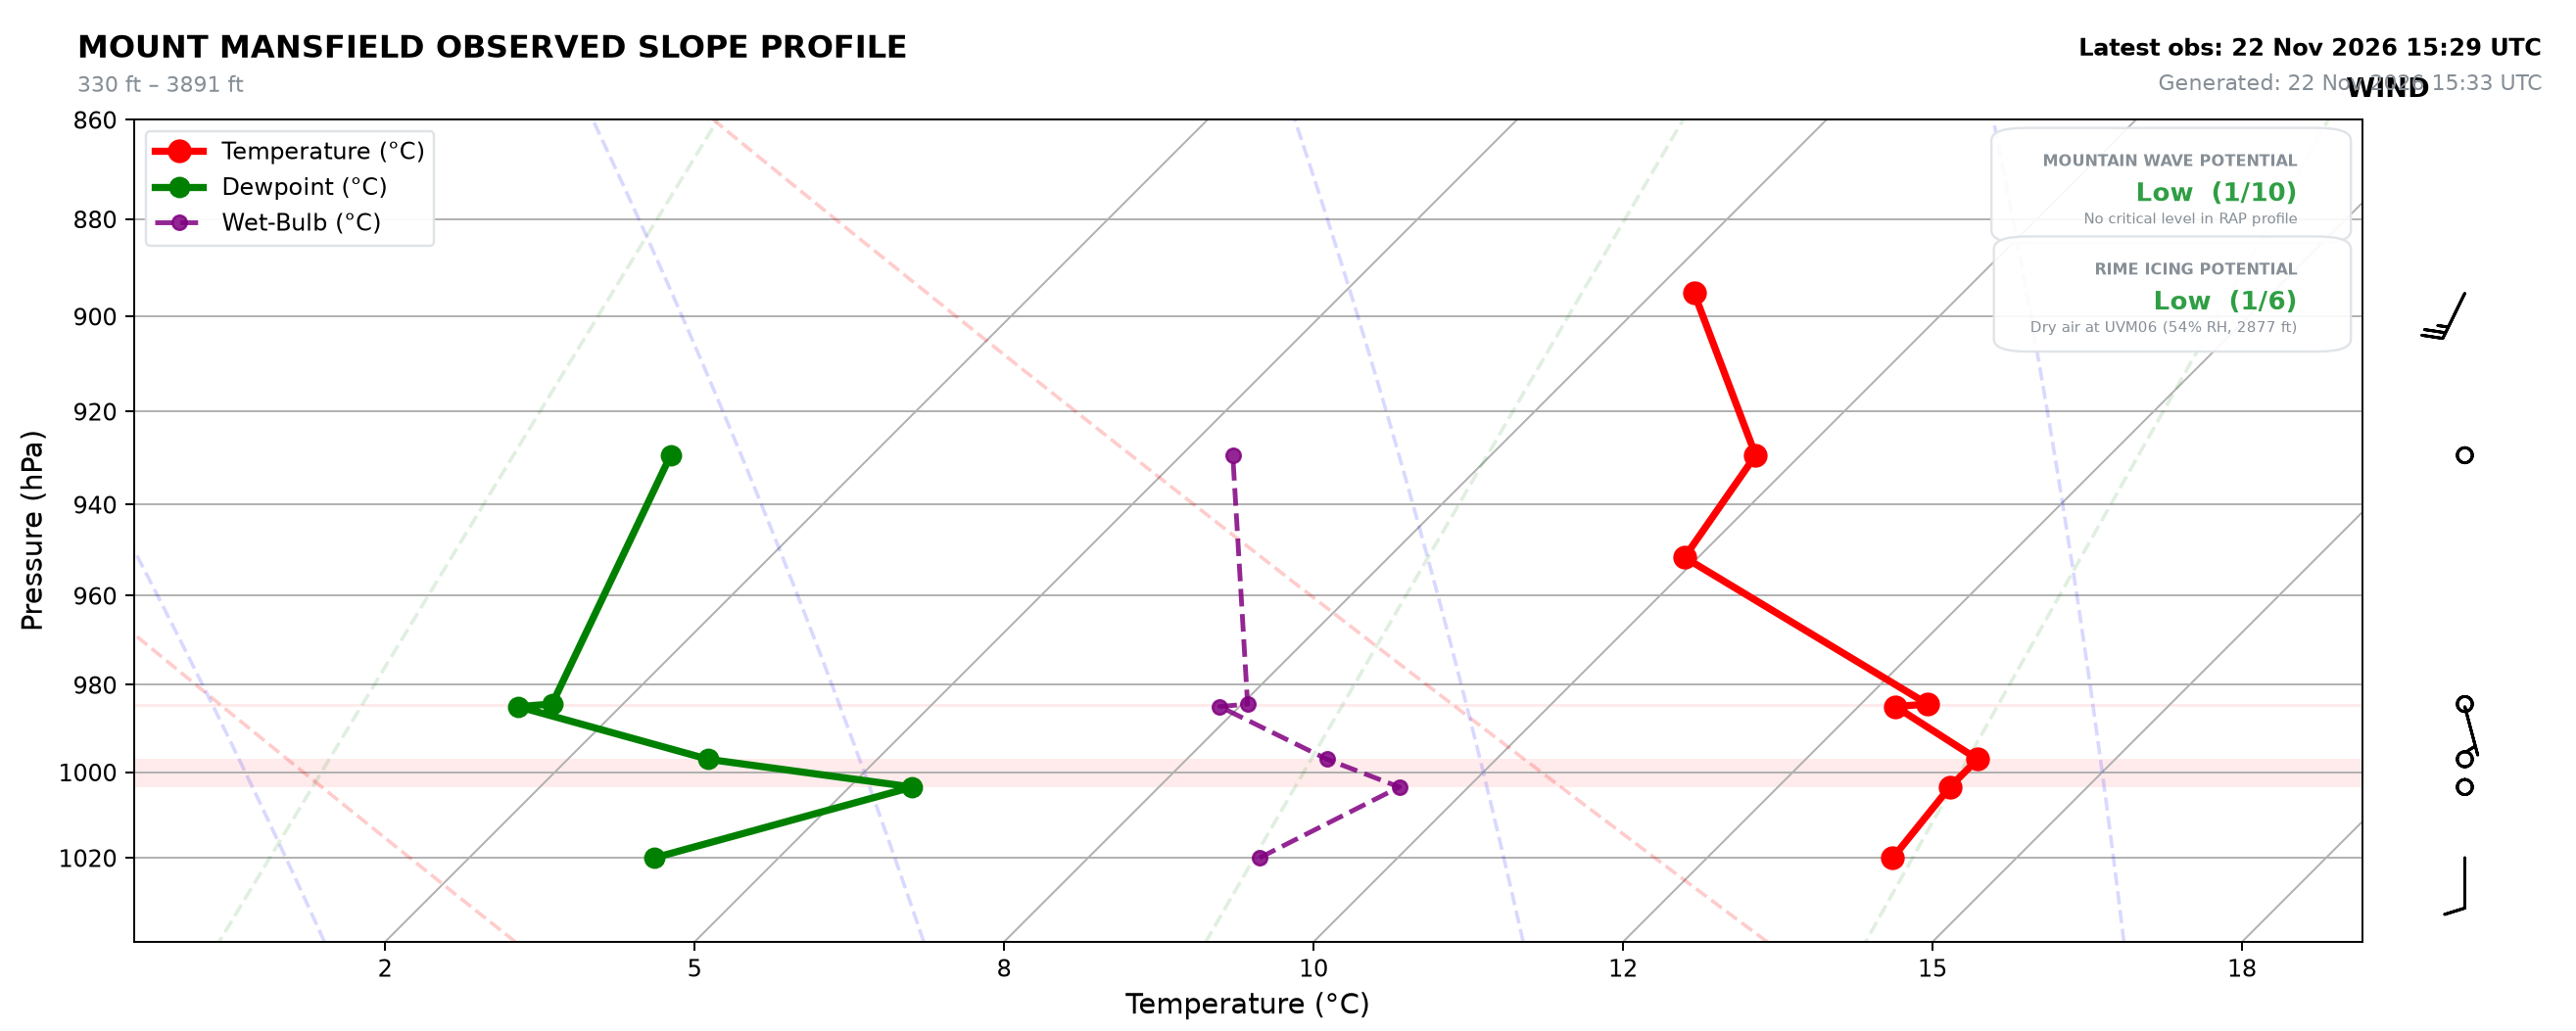 MOUNT MANSFIELD OBSERVED SLOPE PROFILE
330 ft – 3891 ft
Latest obs: 22 Nov 2026 15:29 UTC
Generated: 22 Nov 2026 15:33 UTC
WIND
Temperature (°C)
Dewpoint (°C)
Wet-Bulb (°C)
MOUNTAIN WAVE POTENTIAL
Low (1/10)
No critical level in RAP profile
RIME ICING POTENTIAL
Low (1/6)
Dry air at UVM06 (54% RH, 2877 ft)
Pressure (hPa)
860
880
900
920
940
960
980
1000
1020
2 5 8 10 12 15 18
Temperature (°C)